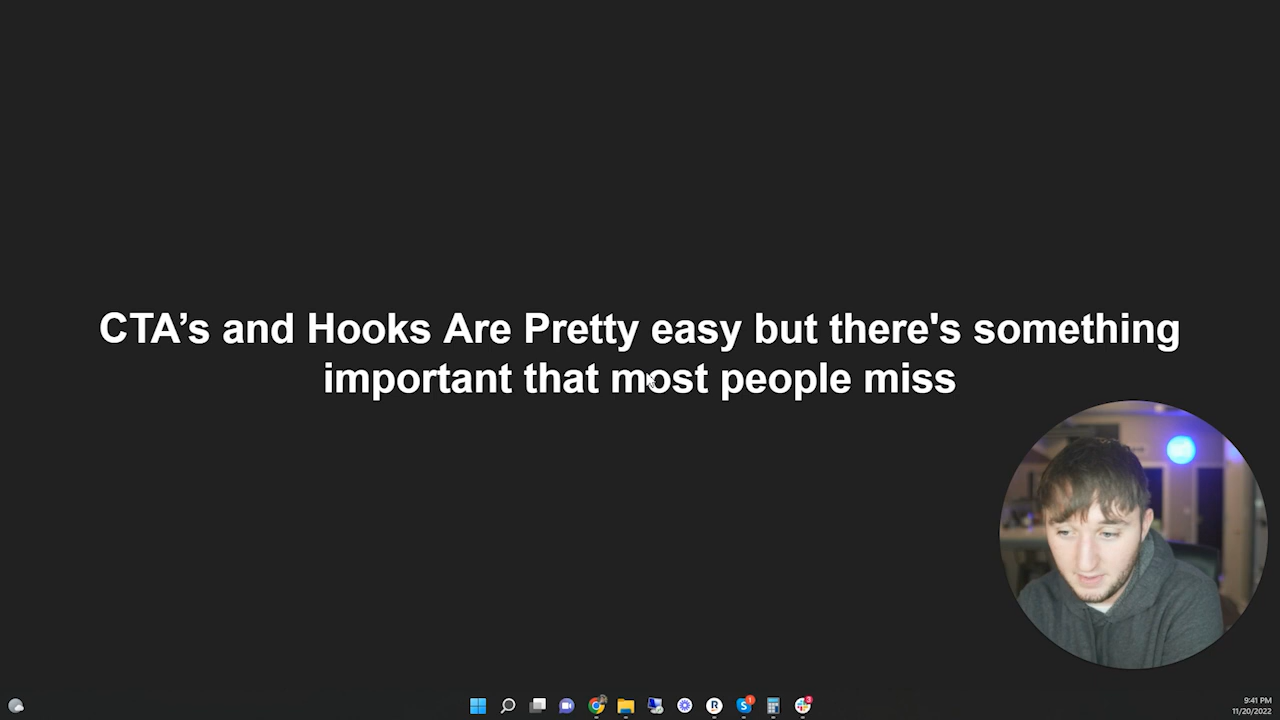 CTA’s and Hooks Are Pretty easy but there's something
important that most people miss
9:41 PM
11/20/2022